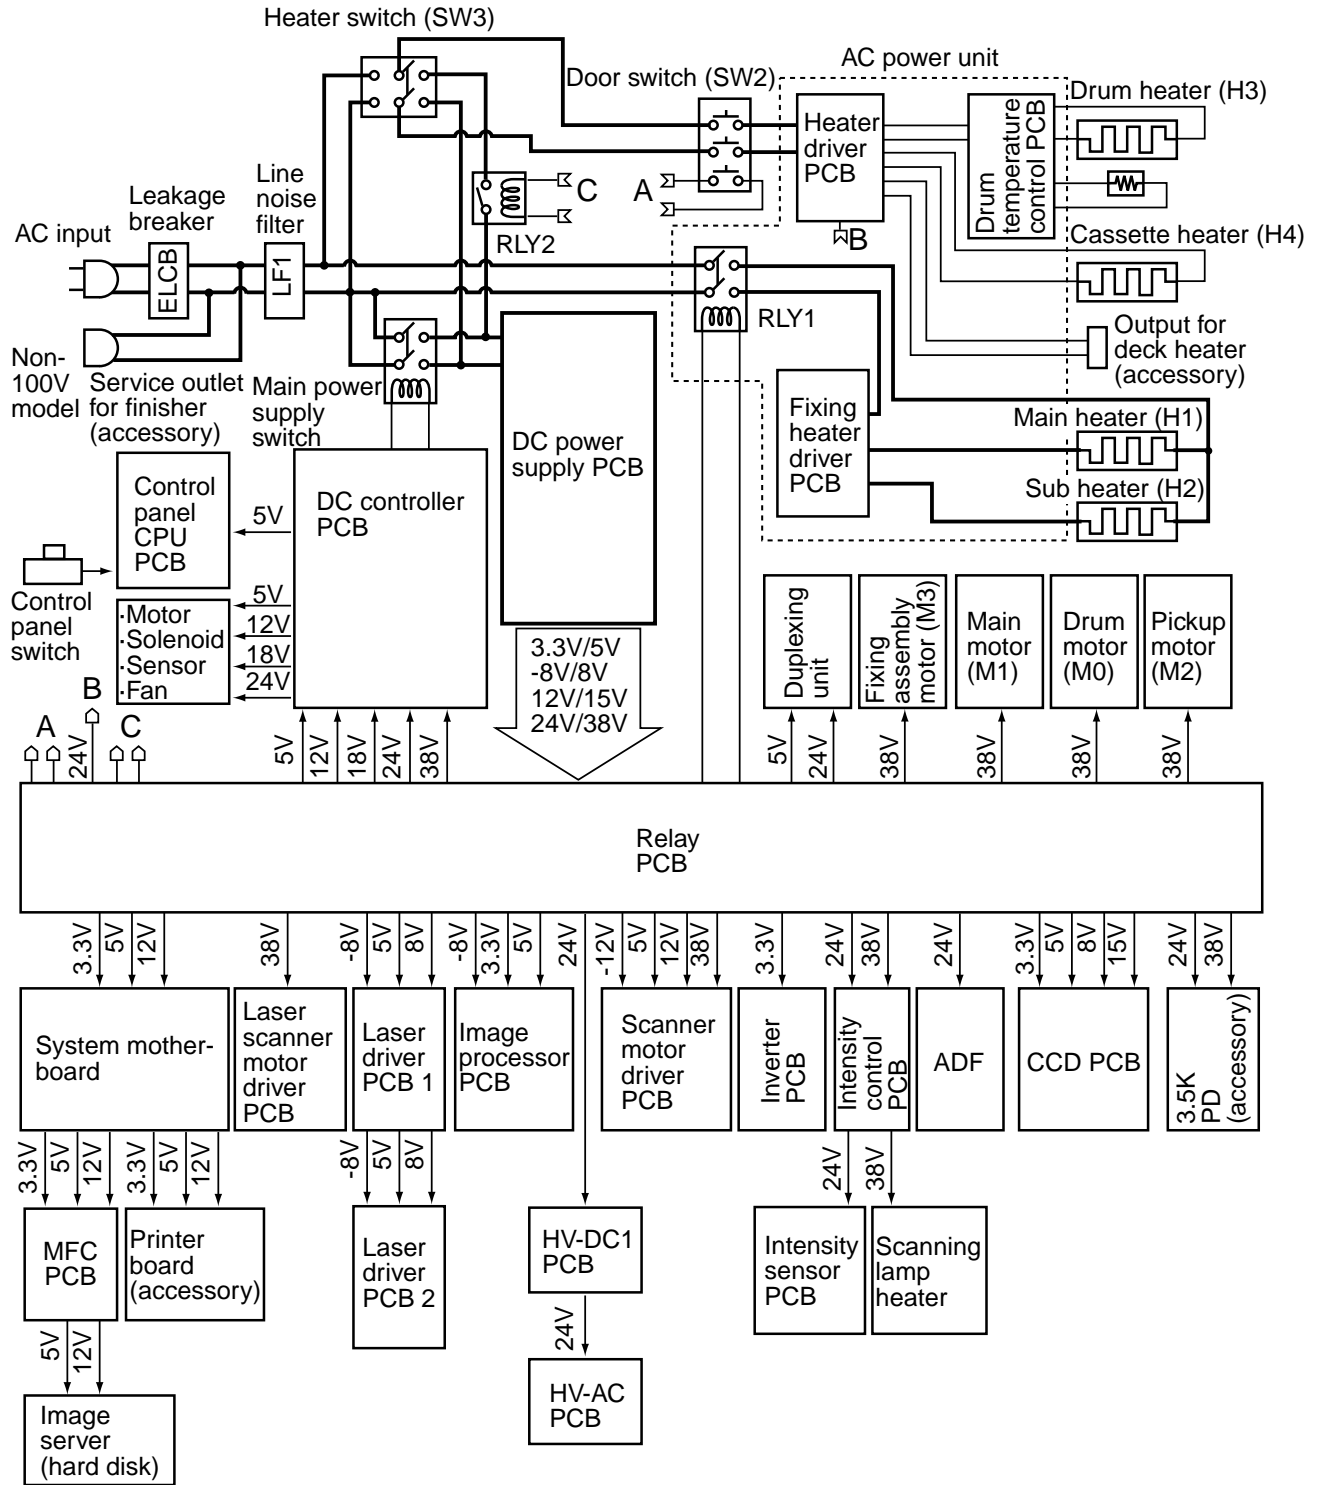 Heater switch (SW3)
AC power unit
Door switch (SW2)
Drum heater (H3)
Heater
driver
PCB
Drum
temperature
control PCB
Leakage
breaker
Line
noise
filter
C
A
AC input
RLY2
B
Cassette heater (H4)
ELCB
LF1
RLY1
Output for
deck heater
(accessory)
Non-
100V
model
Service outlet
for finisher
(accessory)
Main power
supply
switch
Fixing
heater
driver
PCB
Main heater (H1)
Sub heater (H2)
DC power
supply PCB
Control
panel
CPU
PCB
5V
DC controller
PCB
Control
panel
switch
·Motor
·Solenoid
·Sensor
·Fan
5V
12V
18V
24V
3.3V/5V
-8V/8V
12V/15V
24V/38V
Duplexing
unit
Fixing
assembly
motor (M3)
Main
motor
(M1)
Drum
motor
(M0)
Pickup
motor
(M2)
A
B
24V
C
5V
12V
18V
24V
38V
5V
24V
38V
38V
38V
38V
Relay
PCB
3.3V
5V
12V
38V
-8V
5V
8V
-8V
3.3V
5V
24V
-12V
5V
12V
38V
3.3V
24V
38V
24V
3.3V
5V
8V
15V
24V
38V
System mother-
board
Laser
scanner
motor
driver
PCB
Laser
driver
PCB 1
Image
processor
PCB
Scanner
motor
driver
PCB
Inverter
PCB
Intensity
control
PCB
ADF
CCD PCB
3.5K
PD
(accessory)
3.3V
5V
12V
3.3V
5V
12V
-8V
5V
8V
24V
38V
MFC
PCB
Printer
board
(accessory)
Laser
driver
PCB 2
HV-DC1
PCB
Intensity
sensor
PCB
Scanning
lamp
heater
5V
12V
24V
Image
server
(hard disk)
HV-AC
PCB